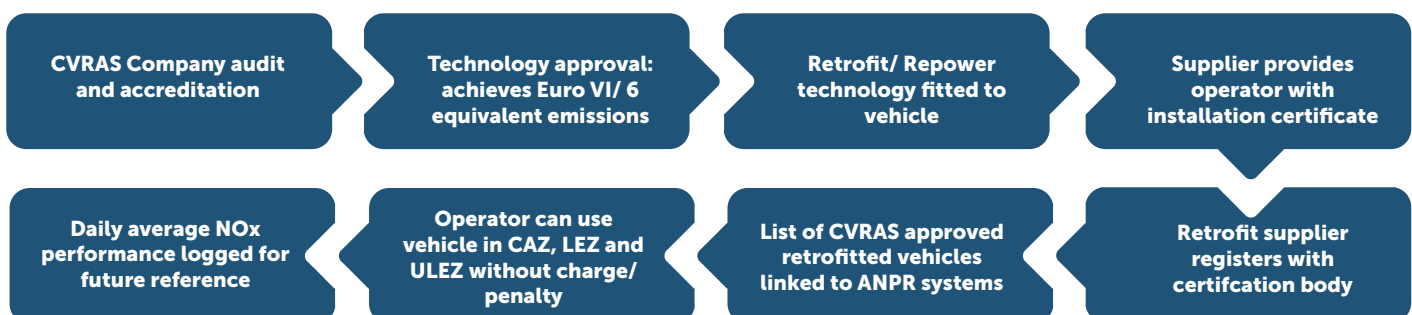 CVRAS Company audit
and accreditation
Technology approval:
achieves Euro VI/ 6
equivalent emissions
Retrofit/ Repower
technology fitted to
vehicle
Supplier provides
operator with
installation certificate
Retrofit supplier
registers with
certifcation body
List of CVRAS approved
retrofitted vehicles
linked to ANPR systems
Operator can use
vehicle in CAZ, LEZ and
ULEZ without charge/
penalty
Daily average NOx
performance logged for
future reference